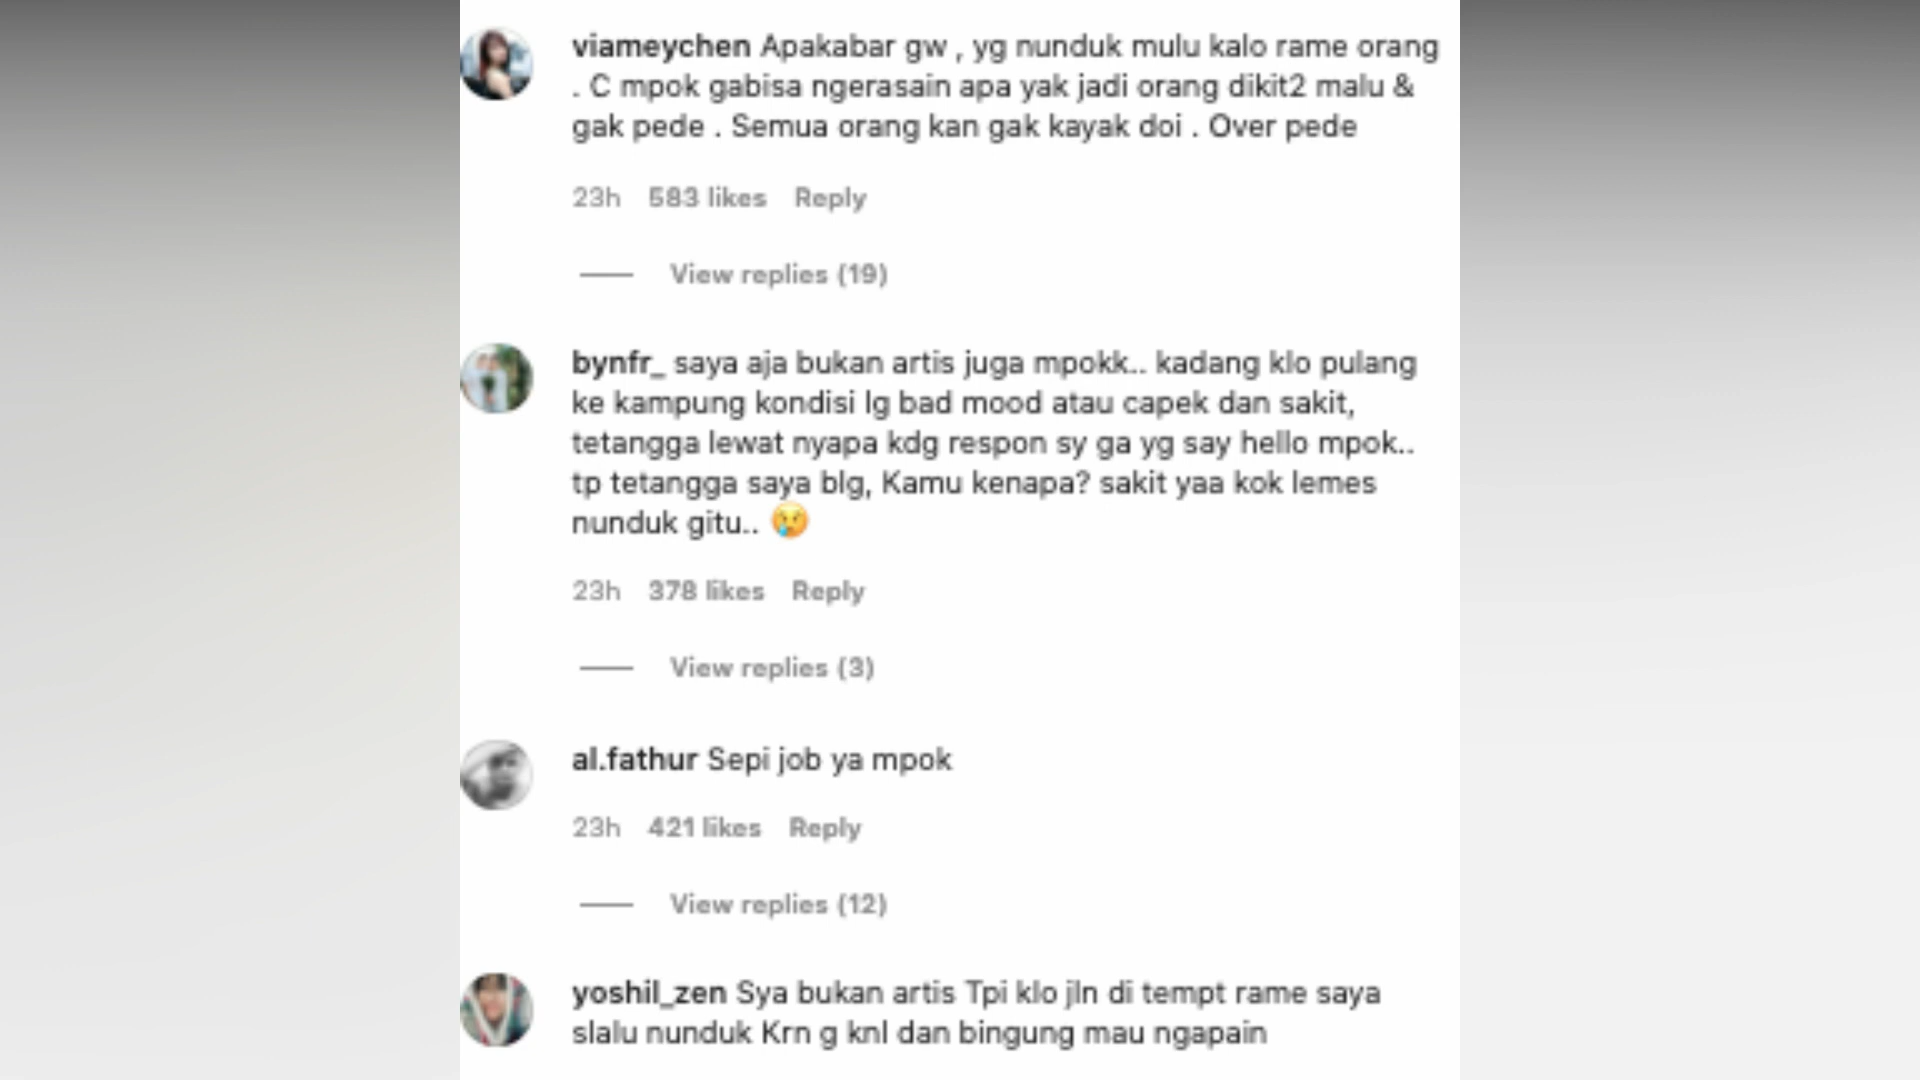 viameychen Apakabar gw , yg nunduk mulu kalo rame orang
. C mpok gabisa ngerasain apa yak jadi orang dikit2 malu &
gak pede . Semua orang kan gak kayak doi . Over pede
23h 583 likes Reply
View replies (19)
bynfr_ saya aja bukan artis juga mpokk.. kadang klo pulang
ke kampung kondisi lg bad mood atau capek dan sakit,
tetangga lewat nyapa kdg respon sy ga yg say hello mpok..
tp tetangga saya blg, Kamu kenapa? sakit yaa kok lemes
nunduk gitu.. 😢
23h 378 likes Reply
View replies (3)
al.fathur Sepi job ya mpok
23h 421 likes Reply
View replies (12)
yoshil_zen Sya bukan artis Tpi klo jln di tempt rame saya
slalu nunduk Krn g knl dan bingung mau ngapain